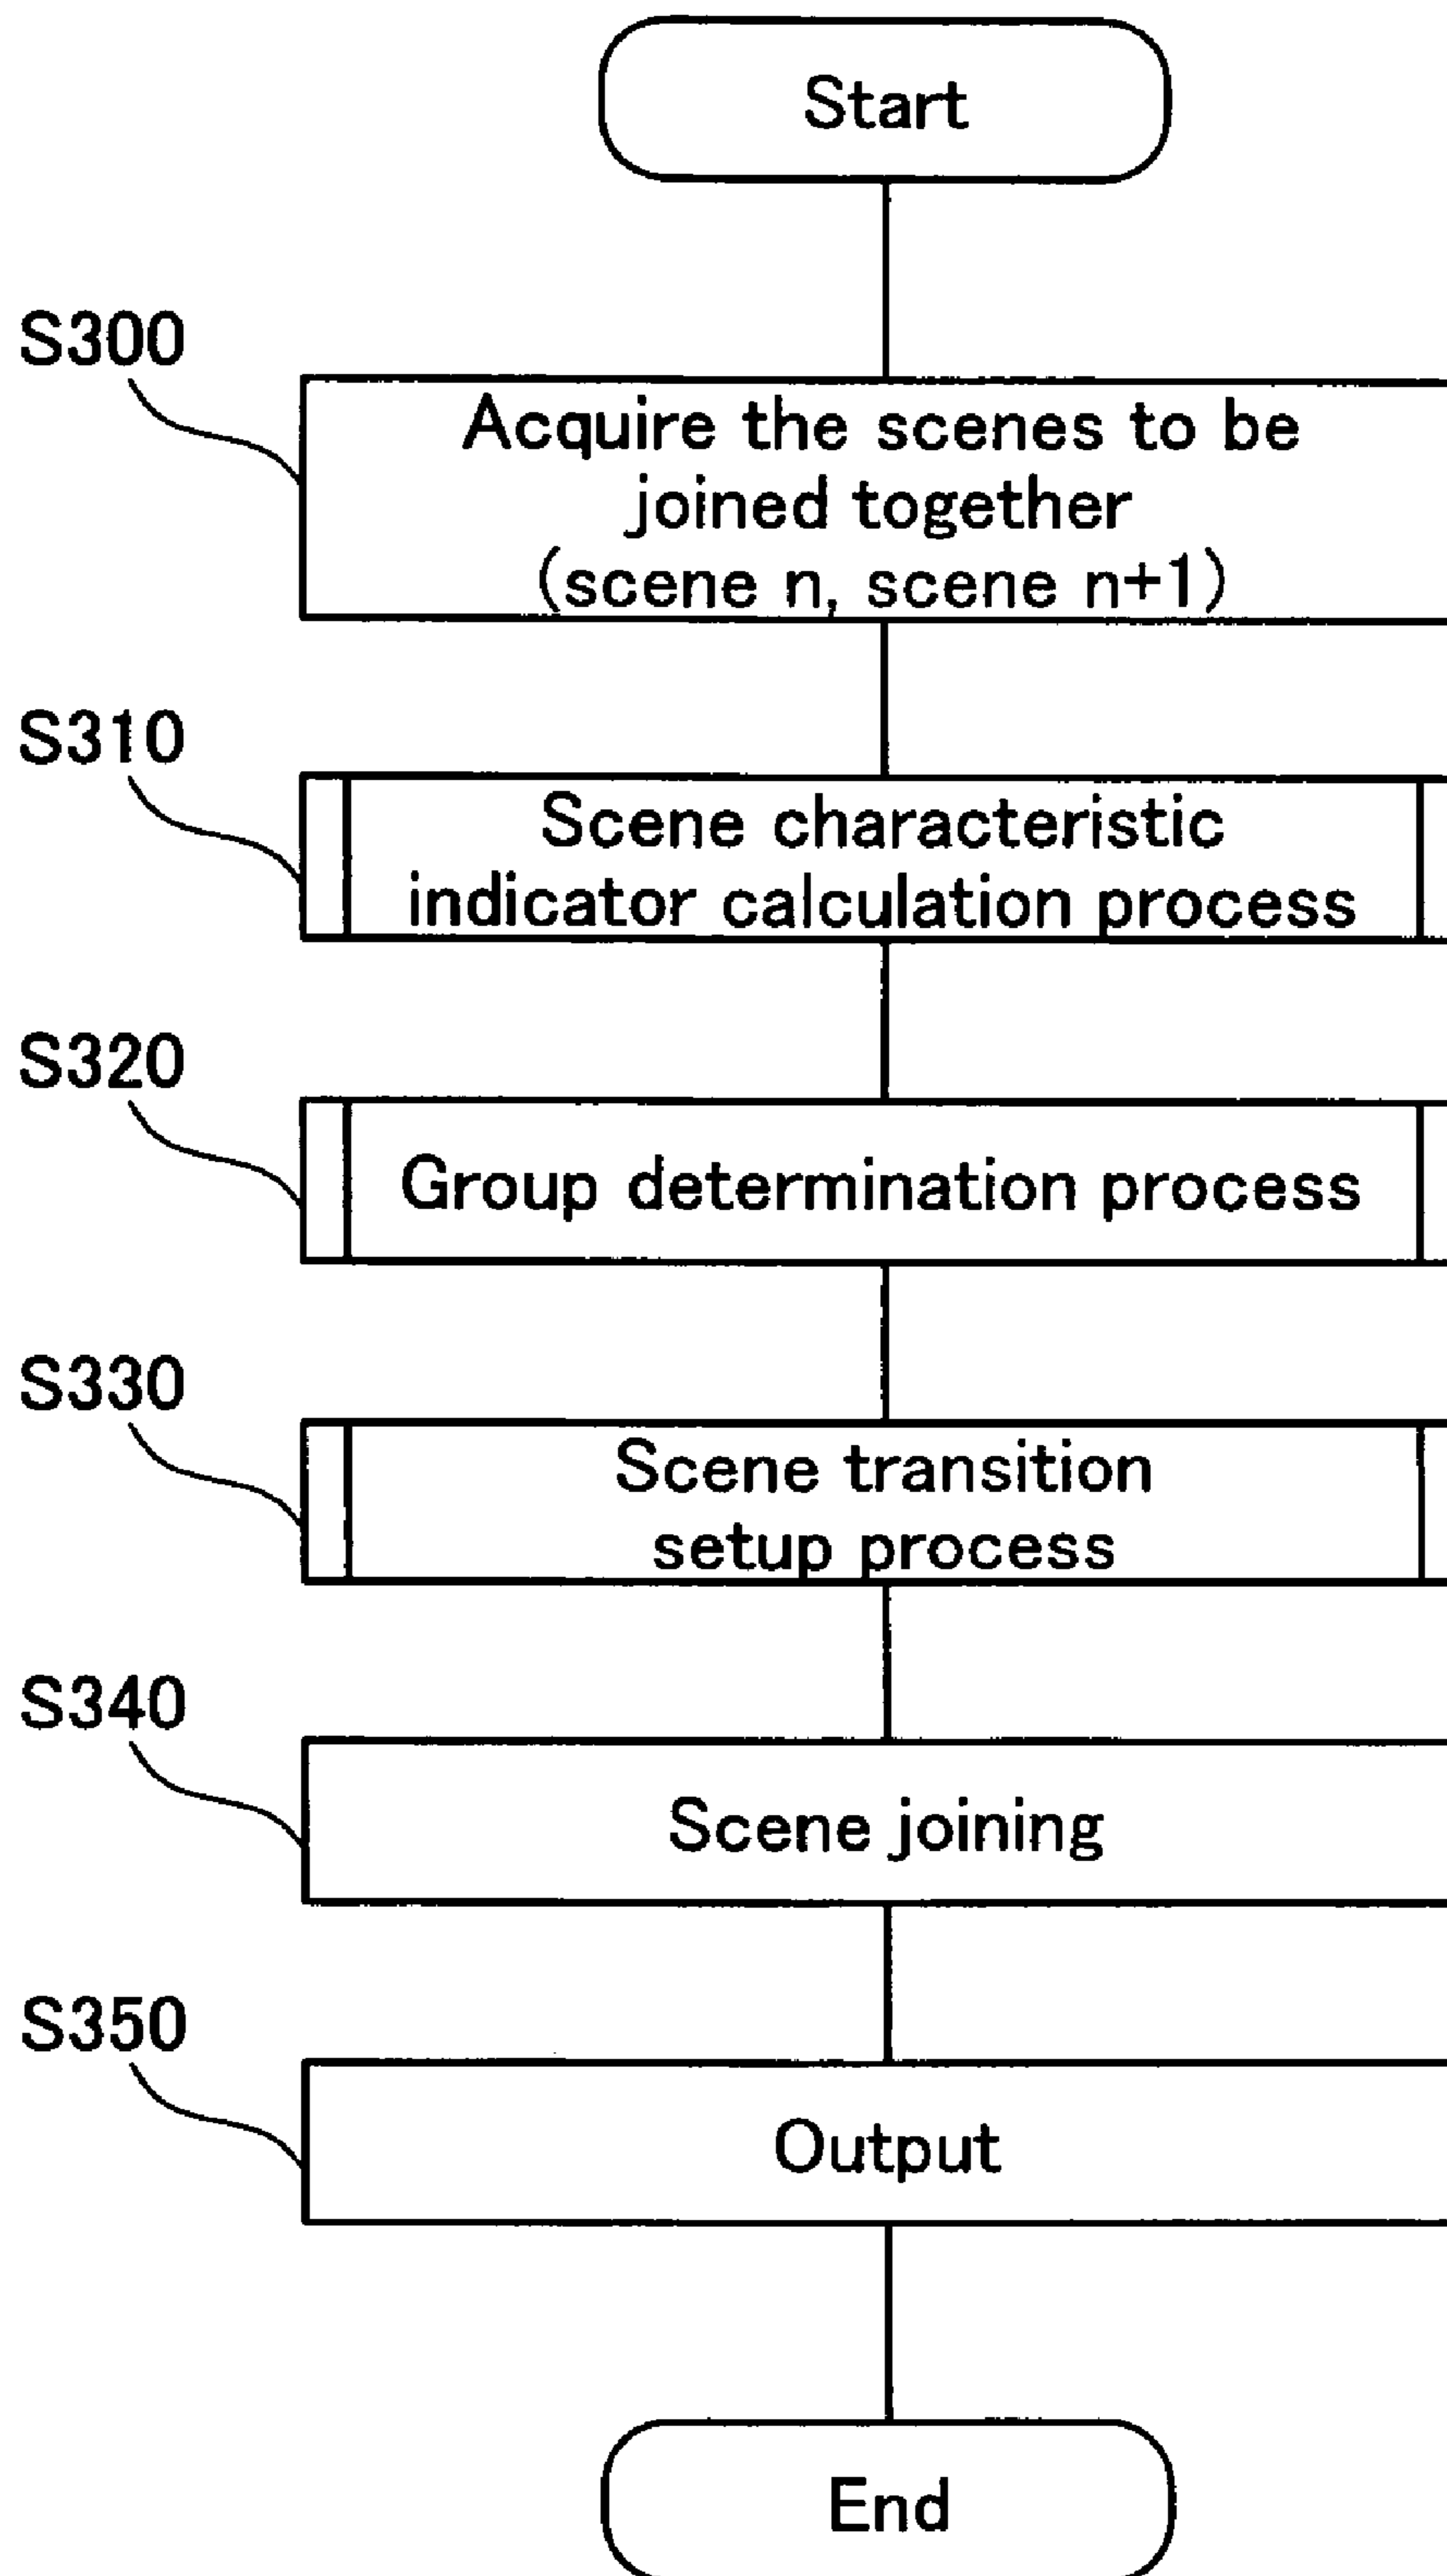 Start
S300
Acquire the scenes to be
joined together
(scene n, scene n+1)
S310
Scene characteristic
indicator calculation process
S320
Group determination process
S330
Scene transition
setup process
S340
Scene joining
S350
Output
End